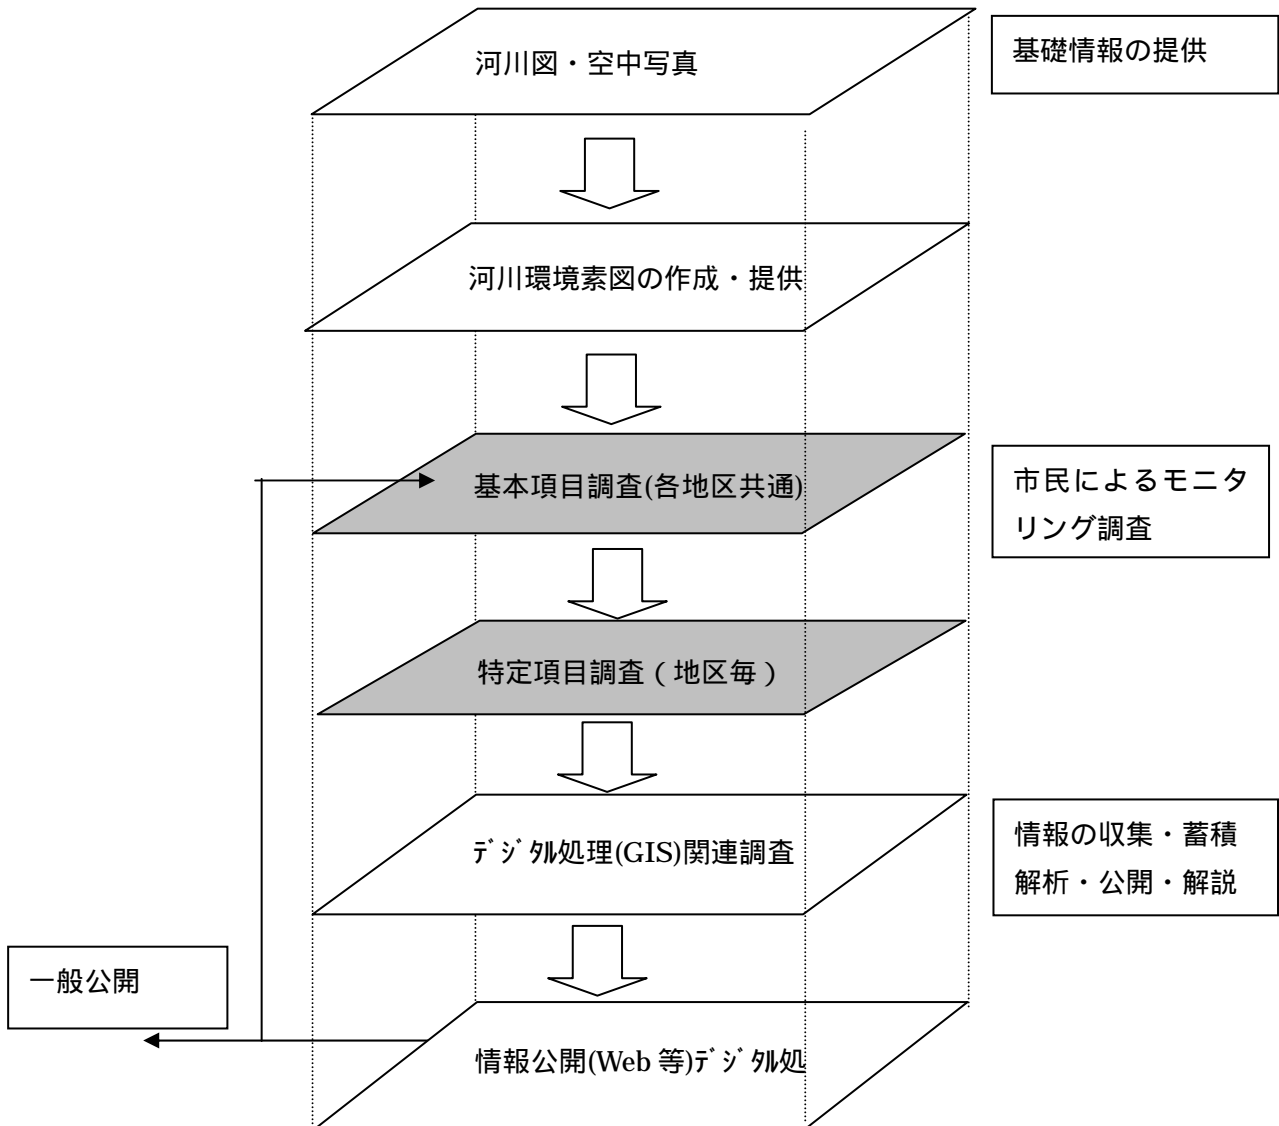 河川図・空中写真
基礎情報の提供
河川環境素図の作成・提供
基本項目調査(各地区共通)
市民によるモニタ
リング調査
特定項目調査（地区毎）
ﾃﾞｼﾞﾀﾙ処理(GIS)関連調査
情報の収集・蓄積
解析・公開・解説
一般公開
情報公開(Web 等)ﾃﾞｼﾞﾀﾙ処